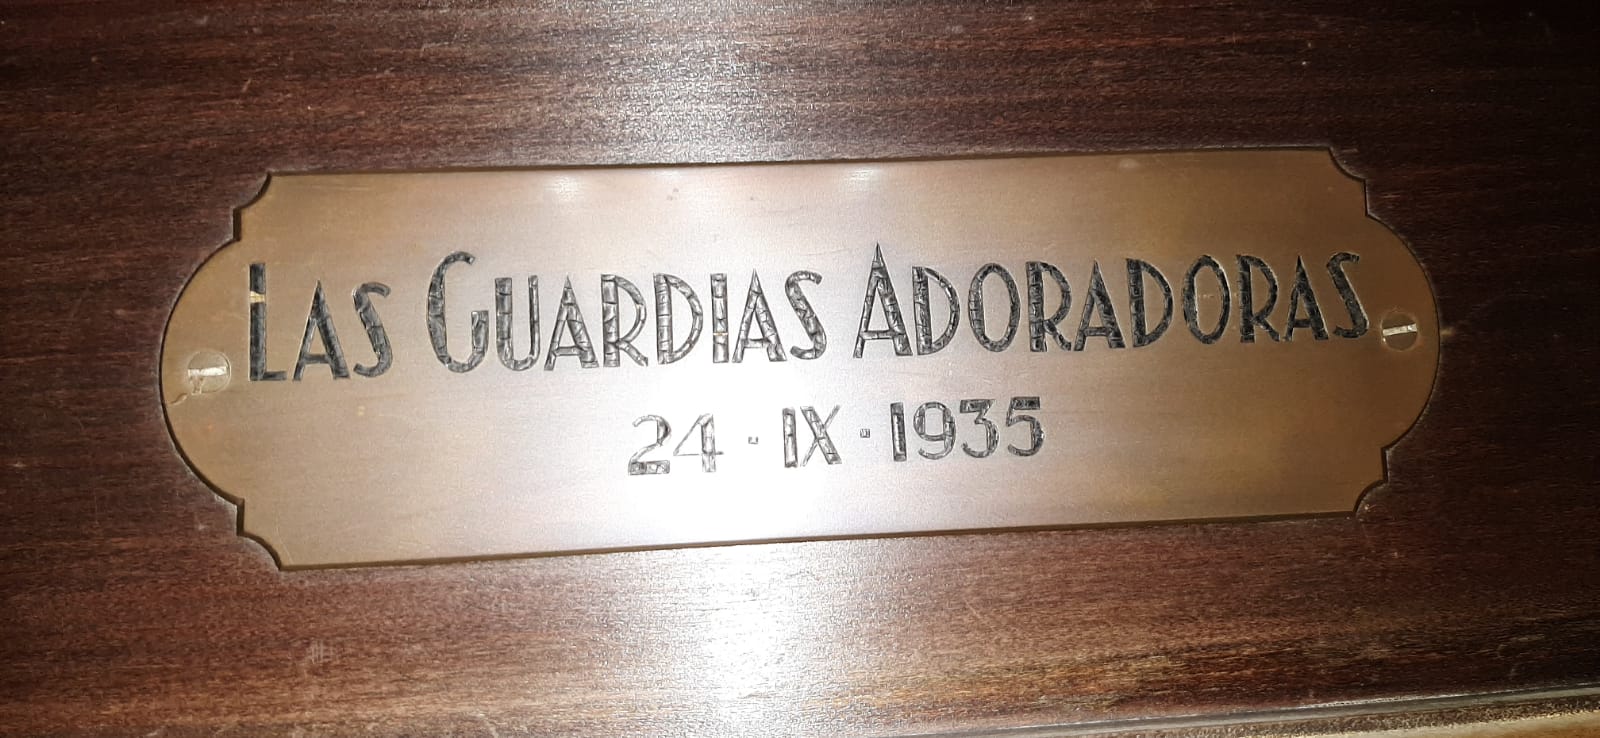 LAS GUARDIAS ADORADORAS
24·IX·1935